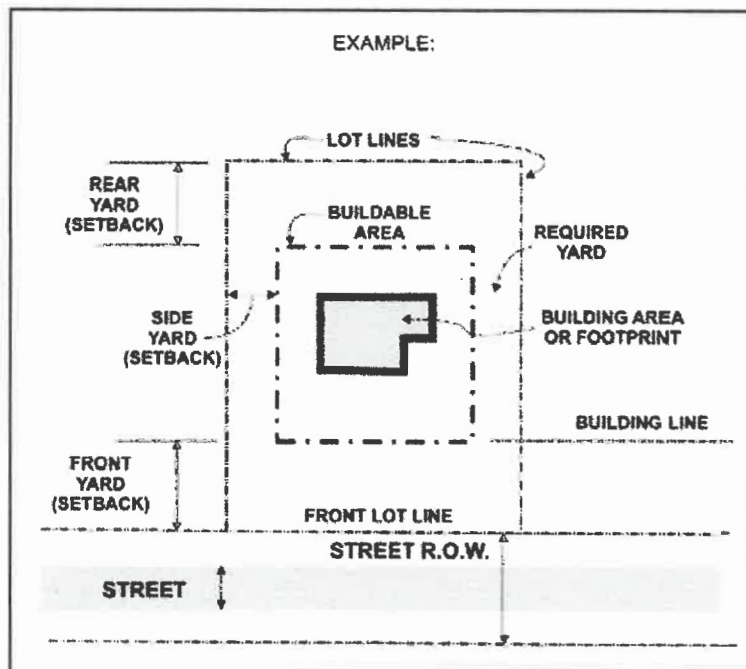 EXAMPLE:
LOT LINES
REAR
YARD
(SETBACK)
BUILDABLE
AREA
REQUIRED
YARD
SIDE
YARD
(SETBACK)
BUILDING AREA
OR FOOTPRINT
BUILDING LINE
FRONT
YARD
(SETBACK)
FRONT LOT LINE
STREET R.O.W.
STREET